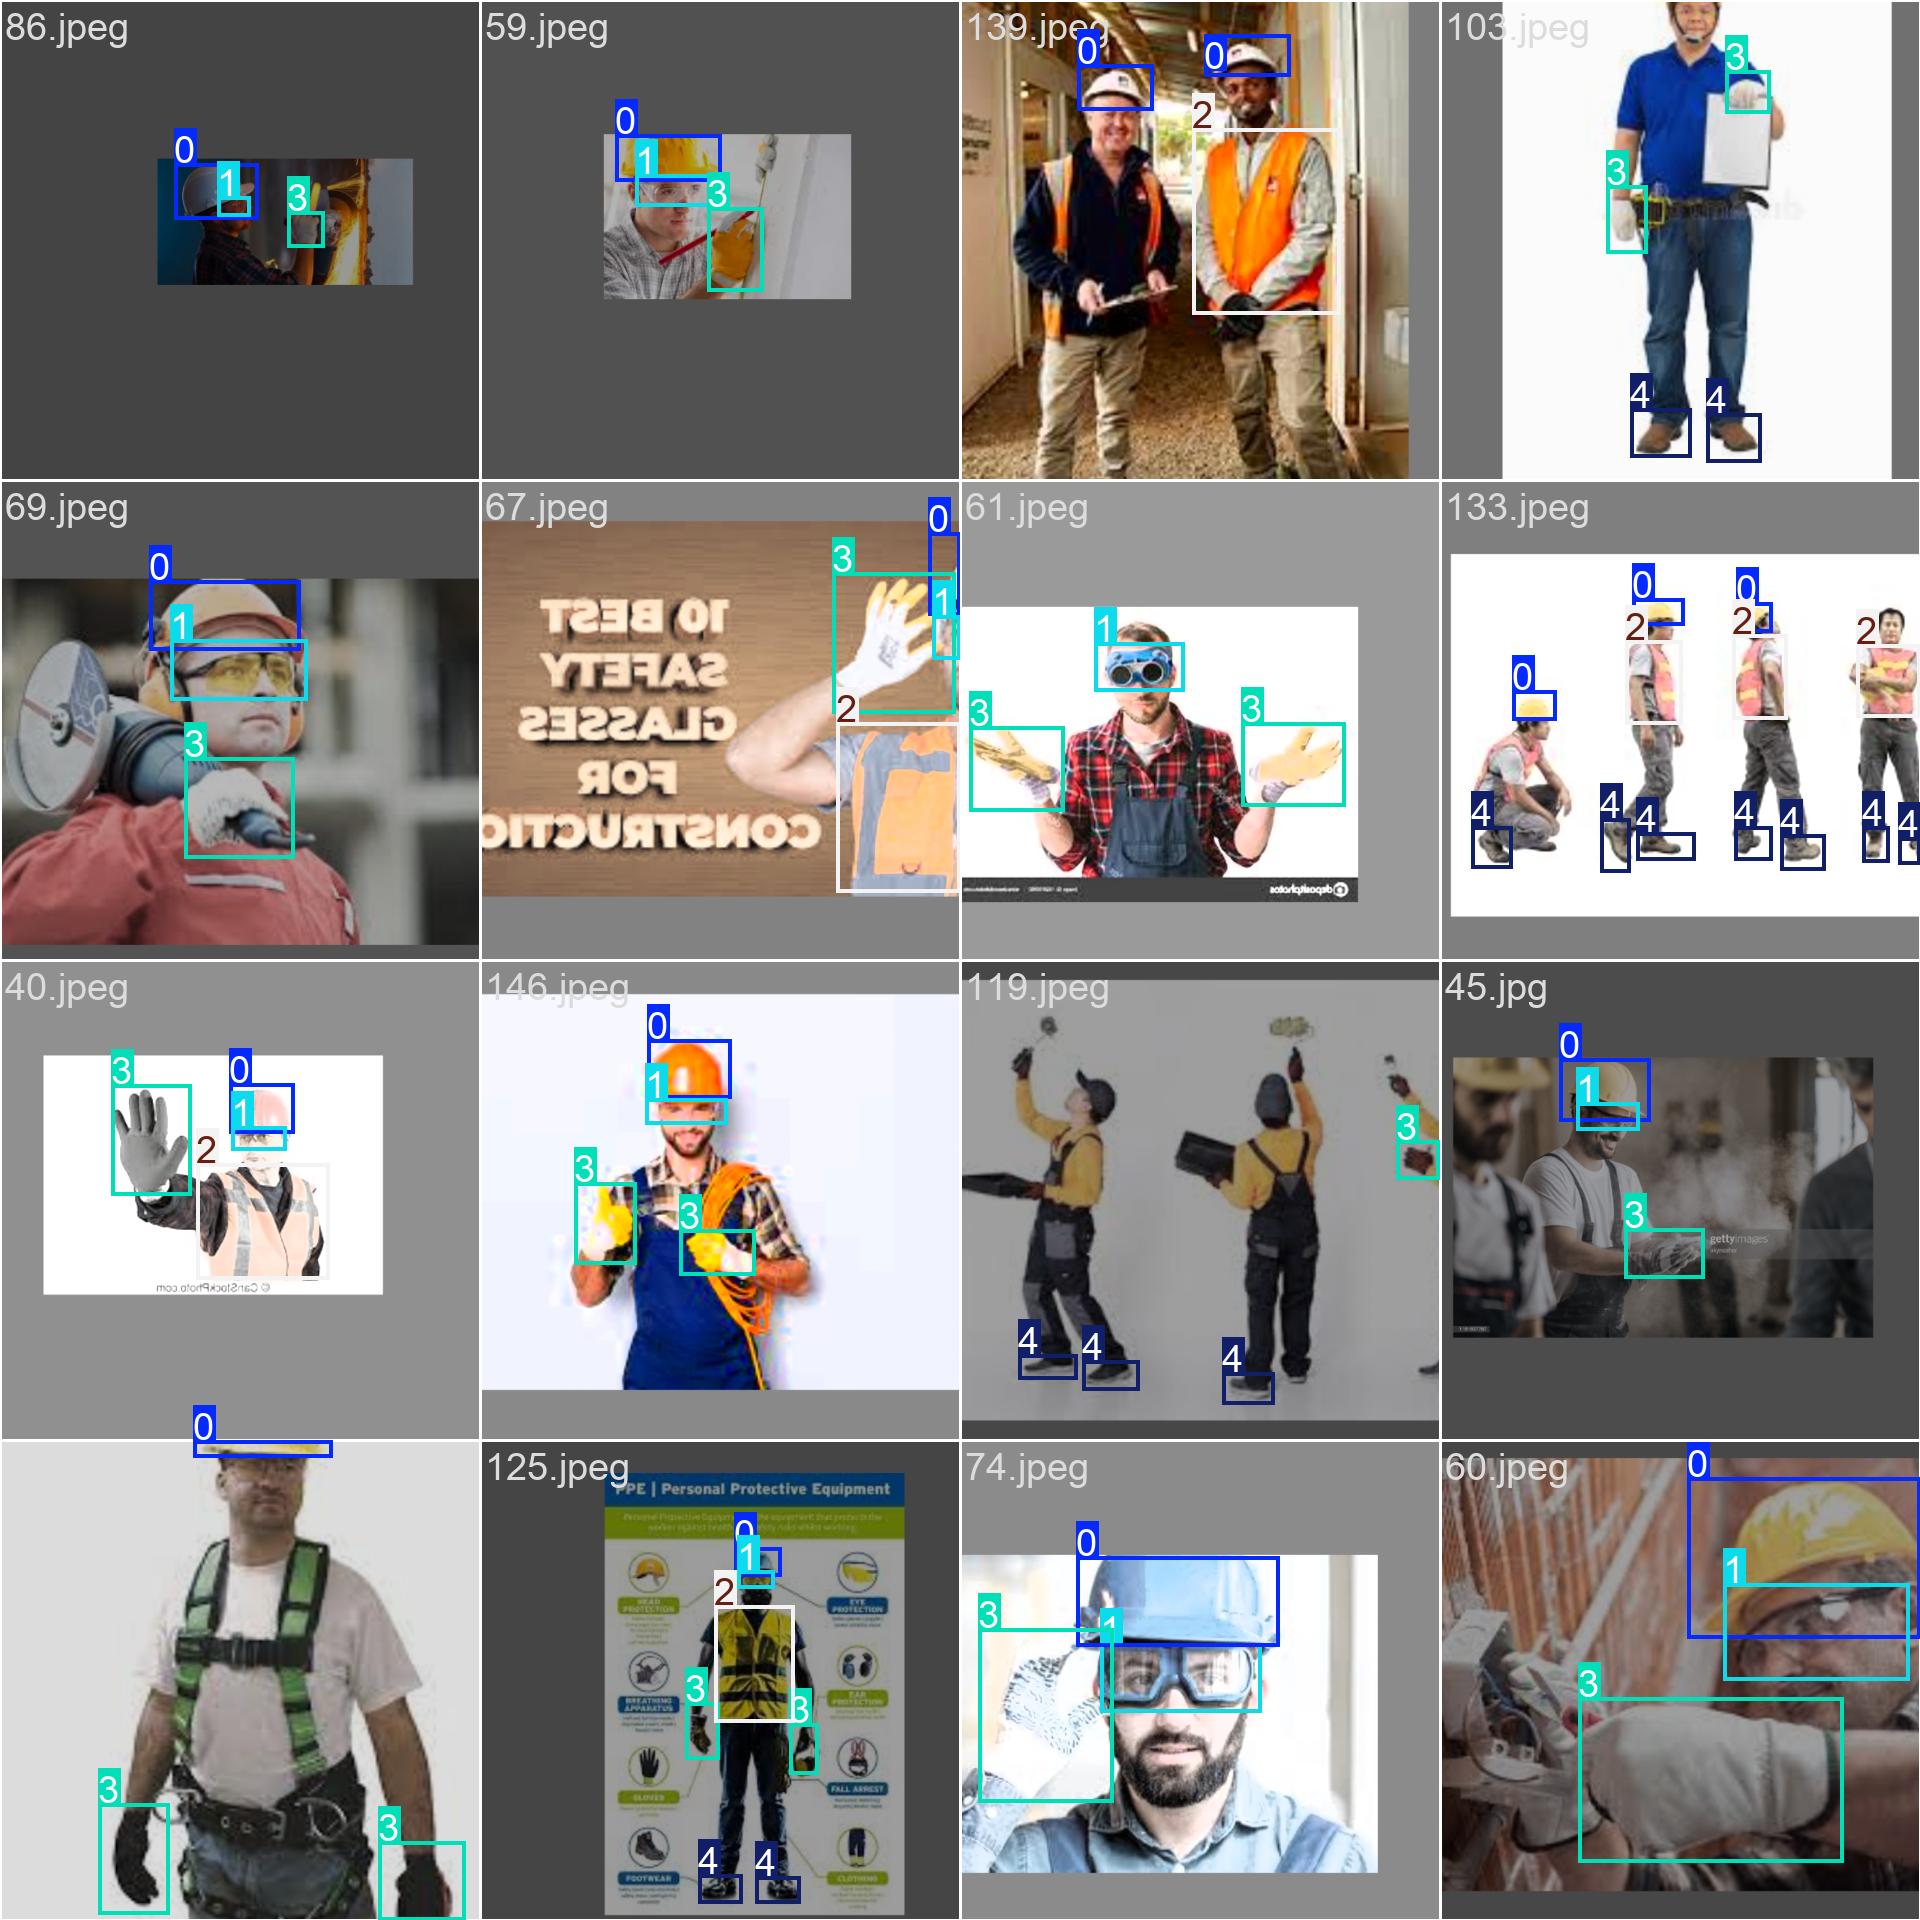 86.jpeg
59.jpeg
139.jpeg
103.jpeg
0
1
3
0
1
3
0
0
2
3
3
4
4
69.jpeg
67.jpeg
61.jpeg
133.jpeg
0
1
3
0
3
1
2
10 BEST
SAFETY
GLASSES
FOR
CONSTRUCTIO
1
3
3
depositphotos
0
0
2
2
2
0
4
4
4
4
4
4
4
40.jpeg
146.jpeg
119.jpeg
45.jpg
3
0
1
2
© CanStockPhoto.com
0
1
3
3
3
4
4
4
0
1
3
gettyimages
0
3
3
125.jpeg
74.jpeg
60.jpeg
PPE | Personal Protective Equipment
0
1
2
HEAD
PROTECTION
EYE
PROTECTION
BREATHING
APPARATUS
EAR
PROTECTION
3
3
GLOVES
FALL ARREST
4
4
FOOTWEAR
CLOTHING
0
3
1
0
1
3